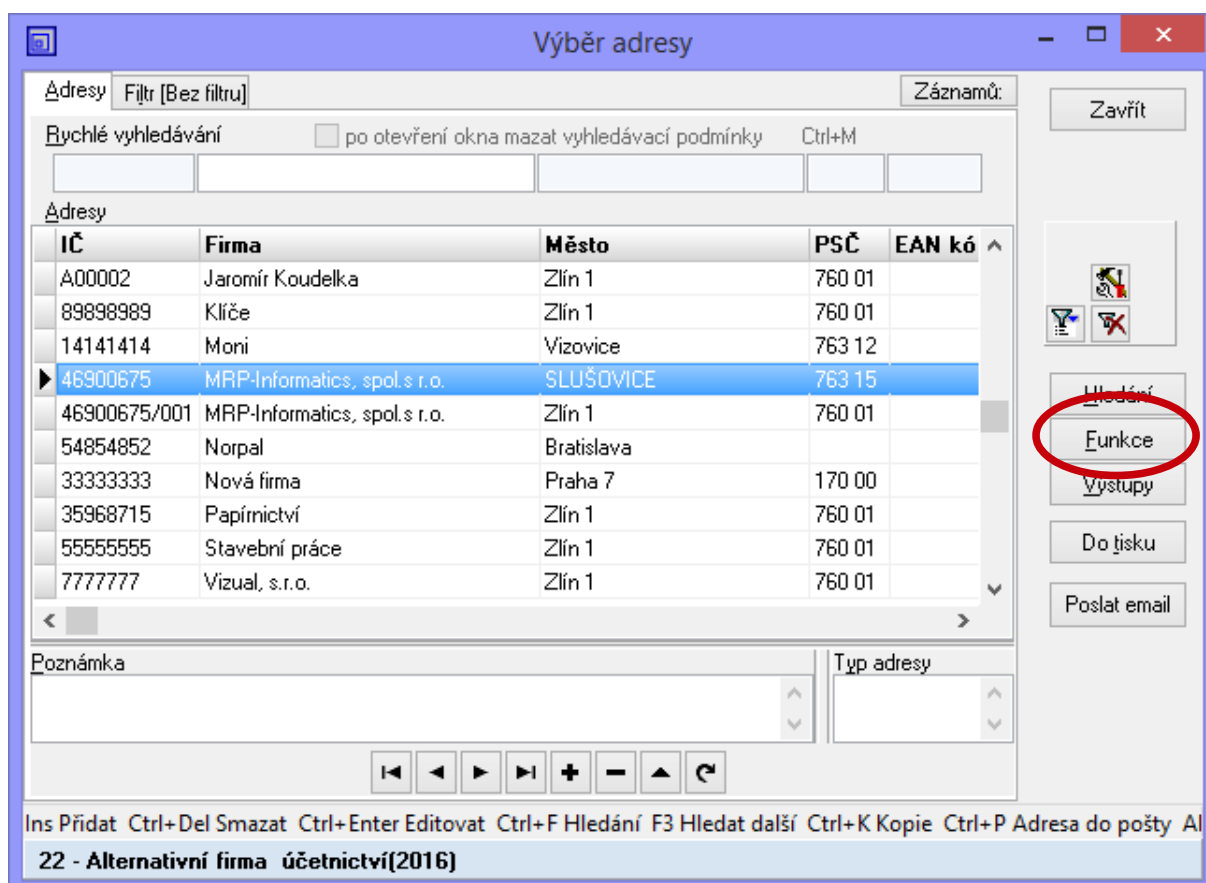 Výběr adresy
Adresy Filtr [Bez filtru] Záznamů:
Zavřít
Rychlé vyhledávání po otevření okna mazat vyhledávací podmínky Ctrl+M
Adresy
IČ Firma Město PSČ EAN kó
A00002 Jaromír Koudelka Zlín 1 760 01
89898989 Klíče Zlín 1 760 01
14141414 Moni Vizovice 763 12
46900675 MRP-Informatics, spol.s r.o. SLUŠOVICE 763 15
46900675/001 MRP-Informatics, spol.s r.o. Zlín 1 760 01
54854852 Norpal Bratislava
33333333 Nová firma Praha 7 170 00
35968715 Papírnictví Zlín 1 760 01
55555555 Stavební práce Zlín 1 760 01
7777777 Vizual, s.r.o. Zlín 1 760 01
Hledání
Funkce
Výstupy
Do tisku
Poslat email
Poznámka Typ adresy
Ins Přidat Ctrl+Del Smazat Ctrl+Enter Editovat Ctrl+F Hledání F3 Hledat další Ctrl+K Kopie Ctrl+P Adresa do pošty Al
22 - Alternativní firma účetnictví(2016)